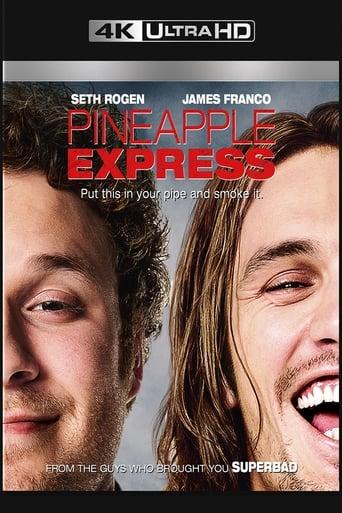 4K ULTRA HD
SETH ROGEN JAMES FRANCO
PINEAPPLE
EXPRESS
Put this in your pipe and smoke it.
FROM THE GUYS WHO BROUGHT YOU SUPERBAD